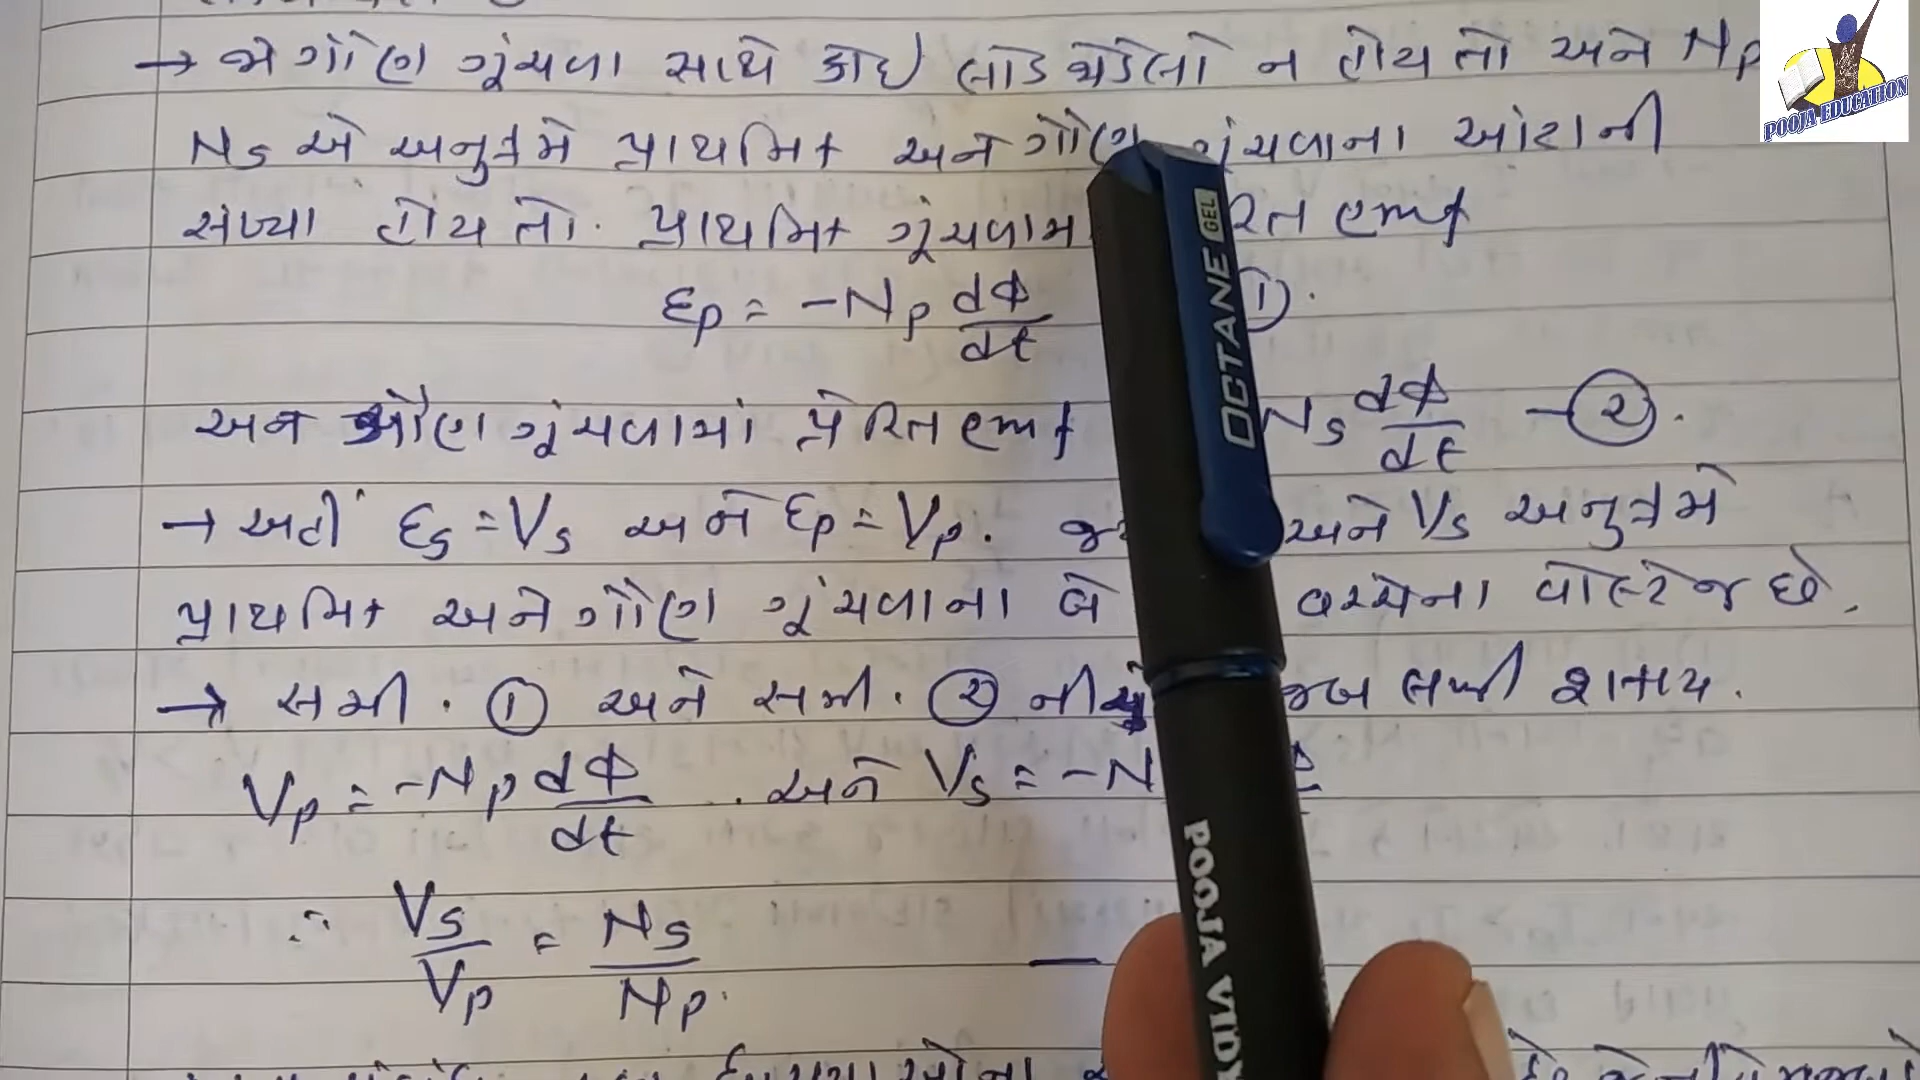 → જો ગૌણ ગૂંચળા સાથે કોઇ લોડ જોડેલો ન હોય તો અને Np
Ns એ અનુક્રમે પ્રાથમિક અને ગૌણ ગૂંચળાના આંટાની
સંખ્યા હોય તો. પ્રાથમિક ગૂંચળામ રિત emf
Ɛp = -Np dΦ/dt ①.
અન ગૌણ ગૂંચળામાં પ્રેરિત emf Ns dΦ/dt — ②.
→ અહીં Ɛs = Vs અને Ɛp = Vp. અને Vs અનુક્રમે
પ્રાથમિક અને ગૌણ ગૂંચળાના બે વચ્ચેના વોલ્ટેજ છે.
→ સમી. ① અને સમી. ② જબ લખી શકાય.
Vp = -Np dΦ/dt . અને Vs = -N
∴ Vs/Vp = Ns/Np.
POOJA EDUCATION
OCTANE GEL
POOJA VIDY